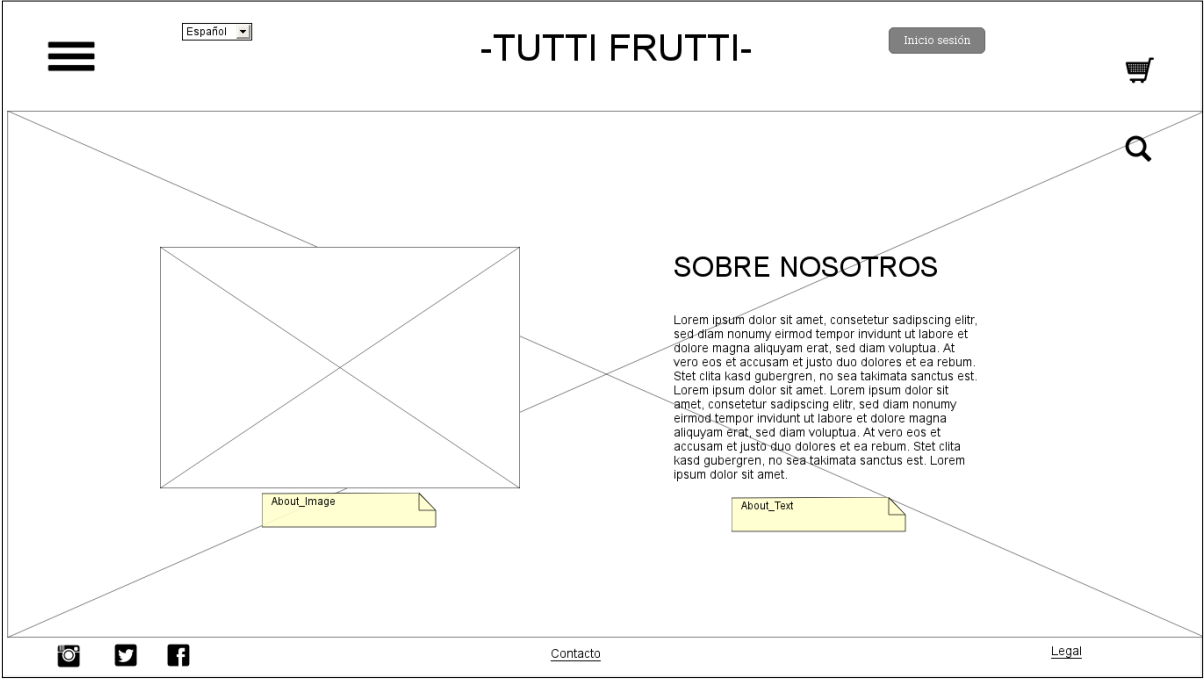 Español
-TUTTI FRUTTI-
Inicio sesión
SOBRE NOSOTROS
Lorem ipsum dolor sit amet, consetetur sadipscing elitr,
sed diam nonumy eirmod tempor invidunt ut labore et
dolore magna aliquyam erat, sed diam voluptua. At
vero eos et accusam et justo duo dolores et ea rebum.
Stet clita kasd gubergren, no sea takimata sanctus est.
Lorem ipsum dolor sit amet. Lorem ipsum dolor sit
amet, consetetur sadipscing elitr, sed diam nonumy
eirmod tempor invidunt ut labore et dolore magna
aliquyam erat, sed diam voluptua. At vero eos et
accusam et justo duo dolores et ea rebum. Stet clita
kasd gubergren, no sea takimata sanctus est. Lorem
ipsum dolor sit amet.
About_Image
About_Text
Contacto
Legal